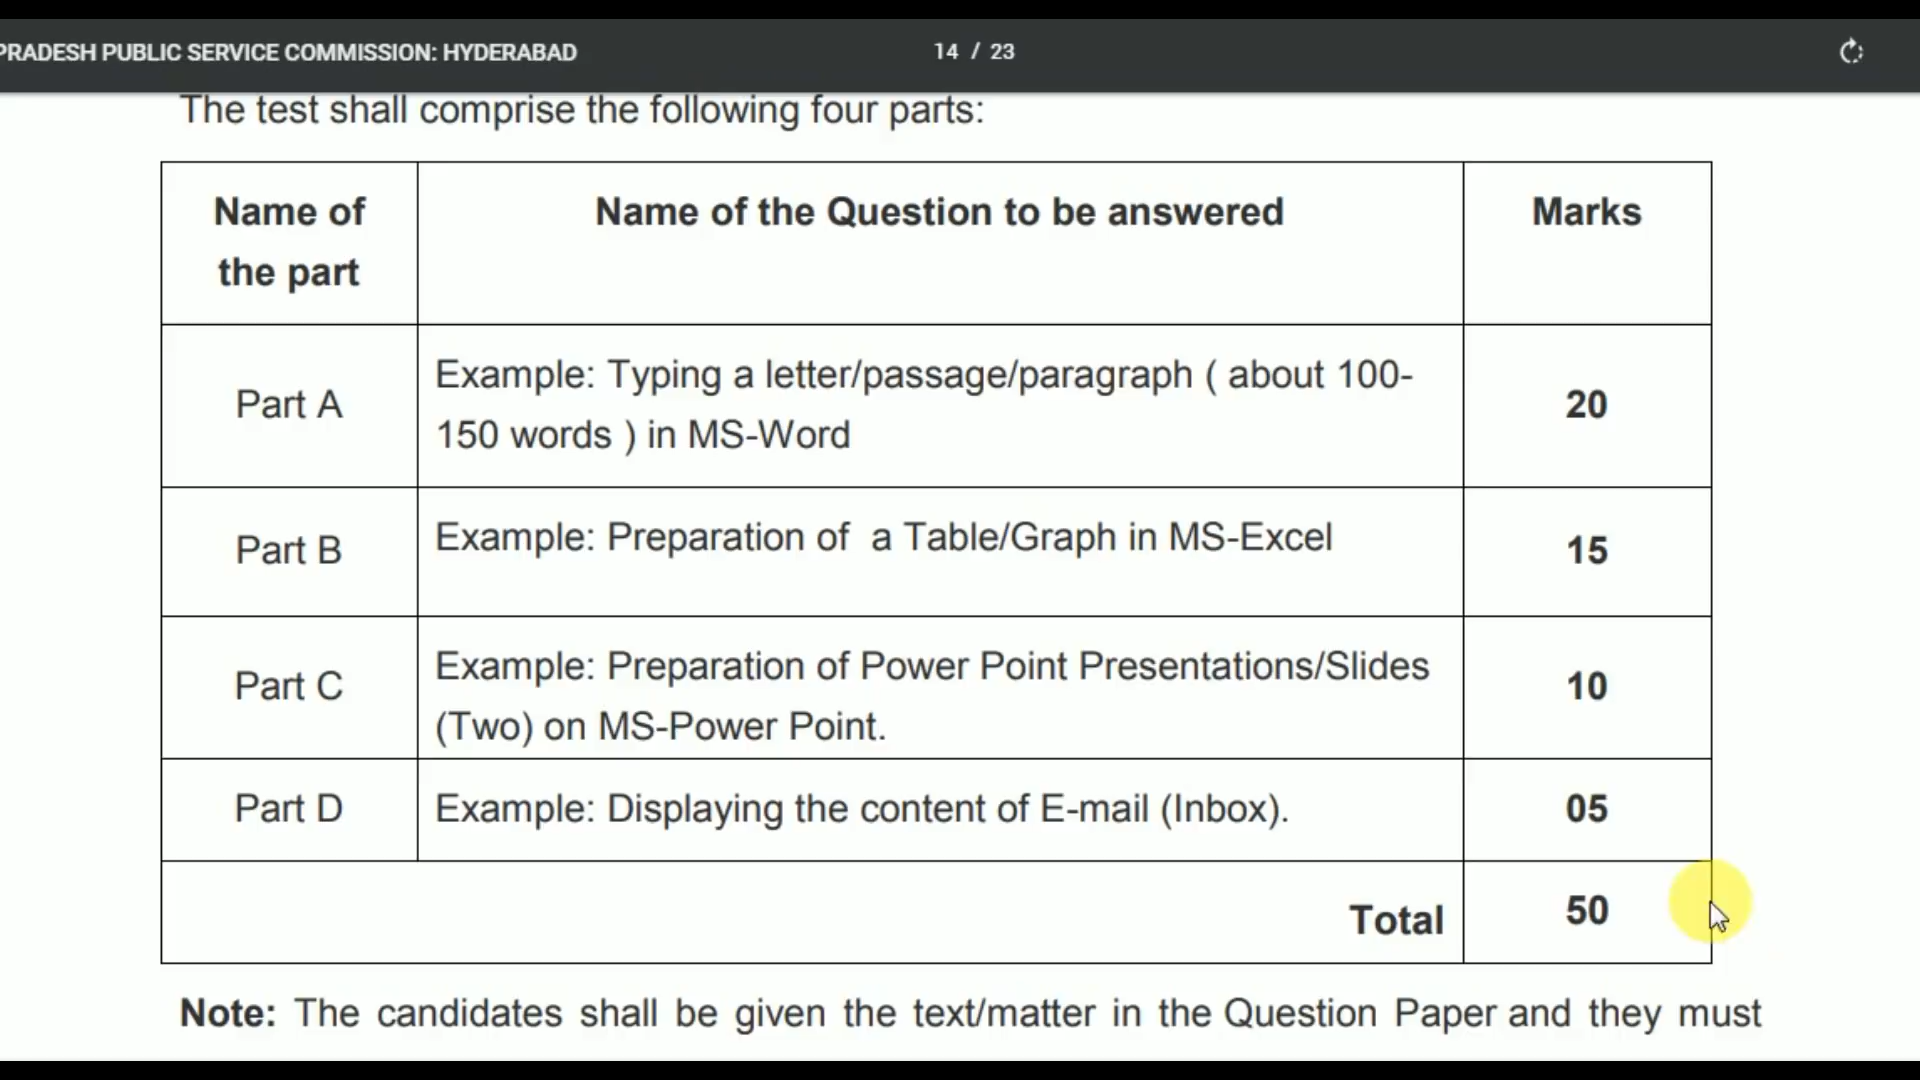 PRADESH PUBLIC SERVICE COMMISSION: HYDERABAD
14 / 23
The test shall comprise the following four parts:
Name of
the part
Name of the Question to be answered
Marks
Part A
Example: Typing a letter/passage/paragraph ( about 100-
150 words ) in MS-Word
20
Part B
Example: Preparation of a Table/Graph in MS-Excel
15
Part C
Example: Preparation of Power Point Presentations/Slides
(Two) on MS-Power Point.
10
Part D
Example: Displaying the content of E-mail (Inbox).
05
Total
50
Note: The candidates shall be given the text/matter in the Question Paper and they must